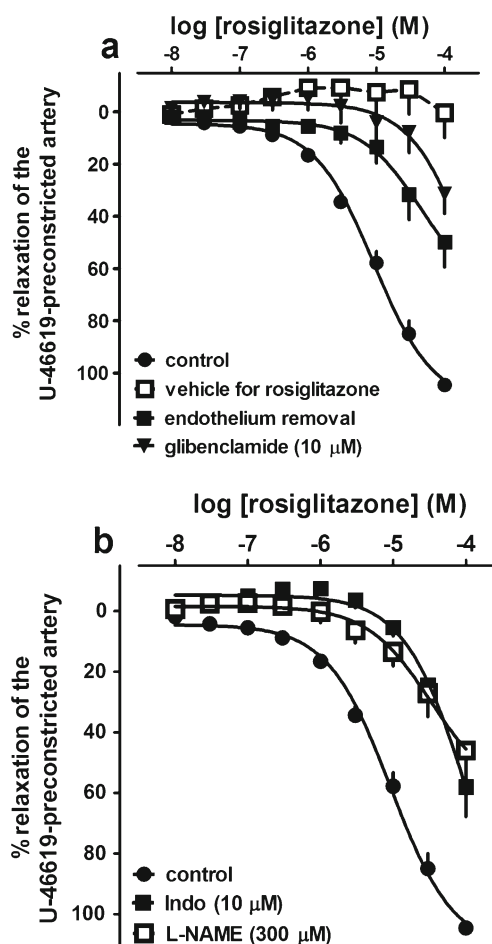 log [rosiglitazone] (M)
a
-8 -7 -6 -5 -4
0
20
40
60
80
100
% relaxation of the
U-46619-preconstricted artery
control
vehicle for rosiglitazone
endothelium removal
glibenclamide (10 μM)
log [rosiglitazone] (M)
b
-8 -7 -6 -5 -4
0
20
40
60
80
100
% relaxation of the
U-46619-preconstricted artery
control
Indo (10 μM)
L-NAME (300 μM)